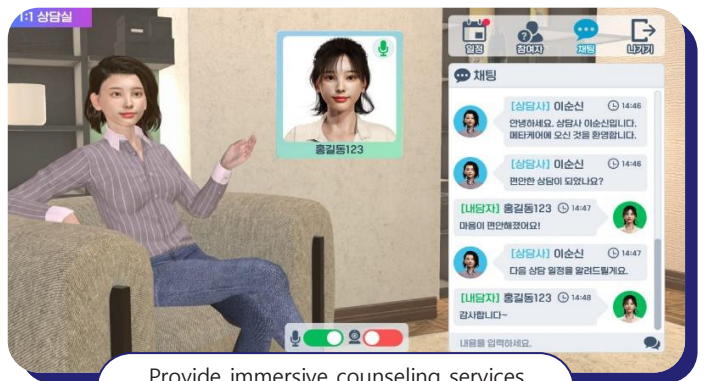 1:1 상담실
일정
참여자
채팅
나가기
홍길동123
채팅
[상담사] 이순신 14:46
안녕하세요. 상담사 이순신입니다.
메타케어에 오신 것을 환영합니다.
[상담사] 이순신 14:46
편안한 상담이 되었나요?
[내담자] 홍길동123 14:47
마음이 편안해졌어요!
[상담사] 이순신 14:47
다음 상담 일정을 알려드릴게요.
[내담자] 홍길동123 14:48
감사합니다~
내용을 입력하세요.
Provide immersive counseling services